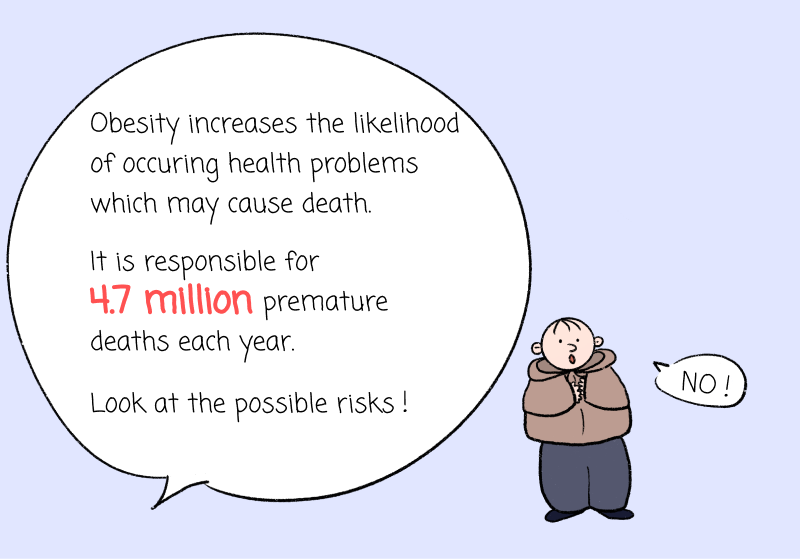 Obesity increases the likelihood
of occuring health problems
which may cause death.
It is responsible for
4.7 million premature
deaths each year.
Look at the possible risks !
NO !